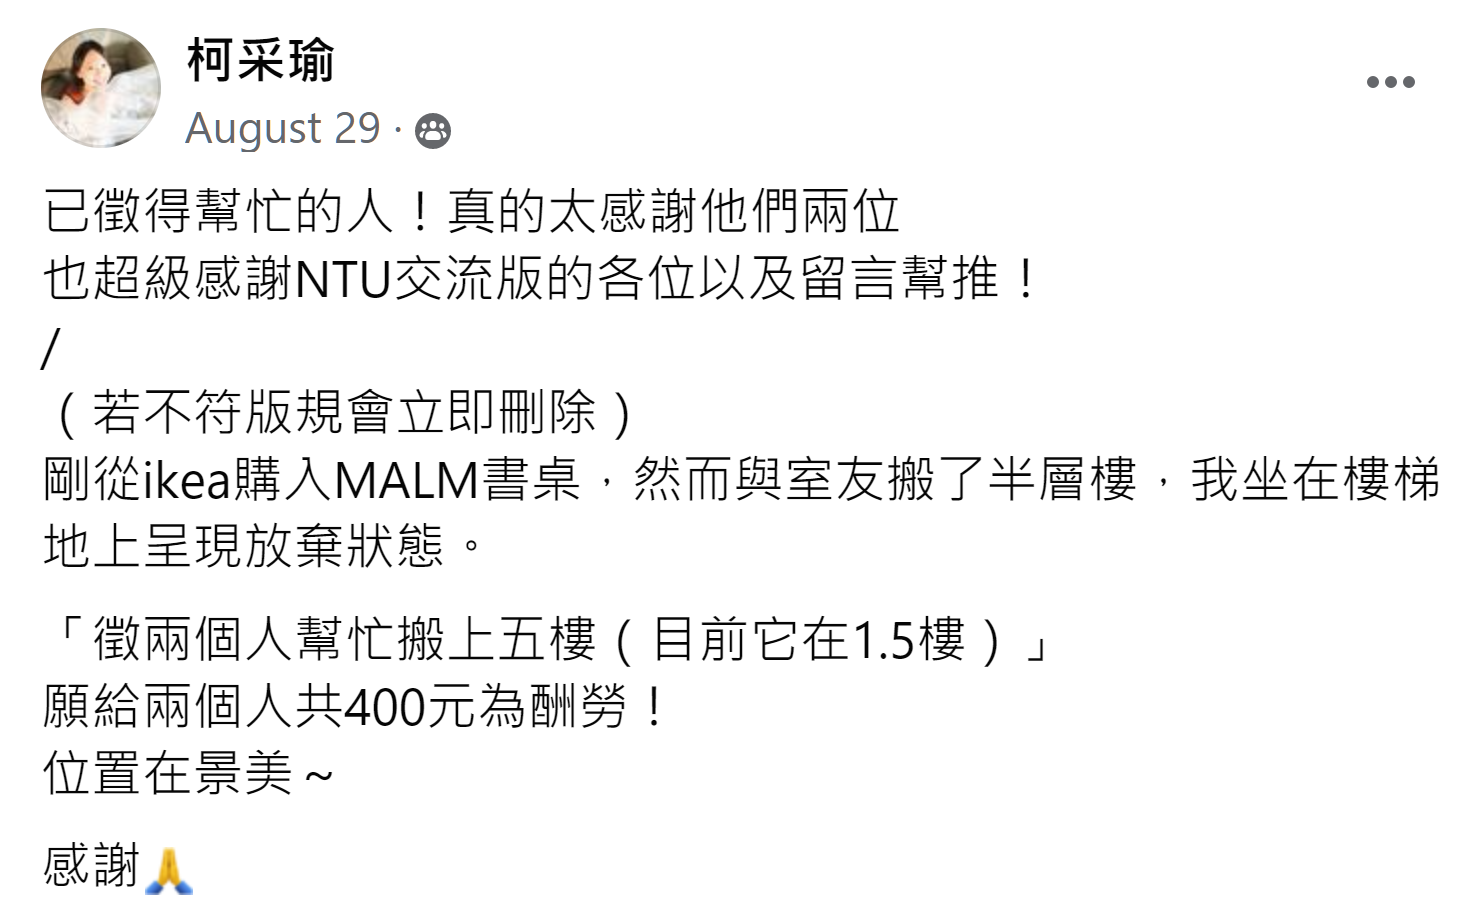 柯采瑜
August 29 ·
已徵得幫忙的人！真的太感謝他們兩位
也超級感謝NTU交流版的各位以及留言幫推！
/
（若不符版規會立即刪除）
剛從ikea購入MALM書桌，然而與室友搬了半層樓，我坐在樓梯
地上呈現放棄狀態。
「徵兩個人幫忙搬上五樓（目前它在1.5樓）」
願給兩個人共400元為酬勞！
位置在景美～
感謝🙏